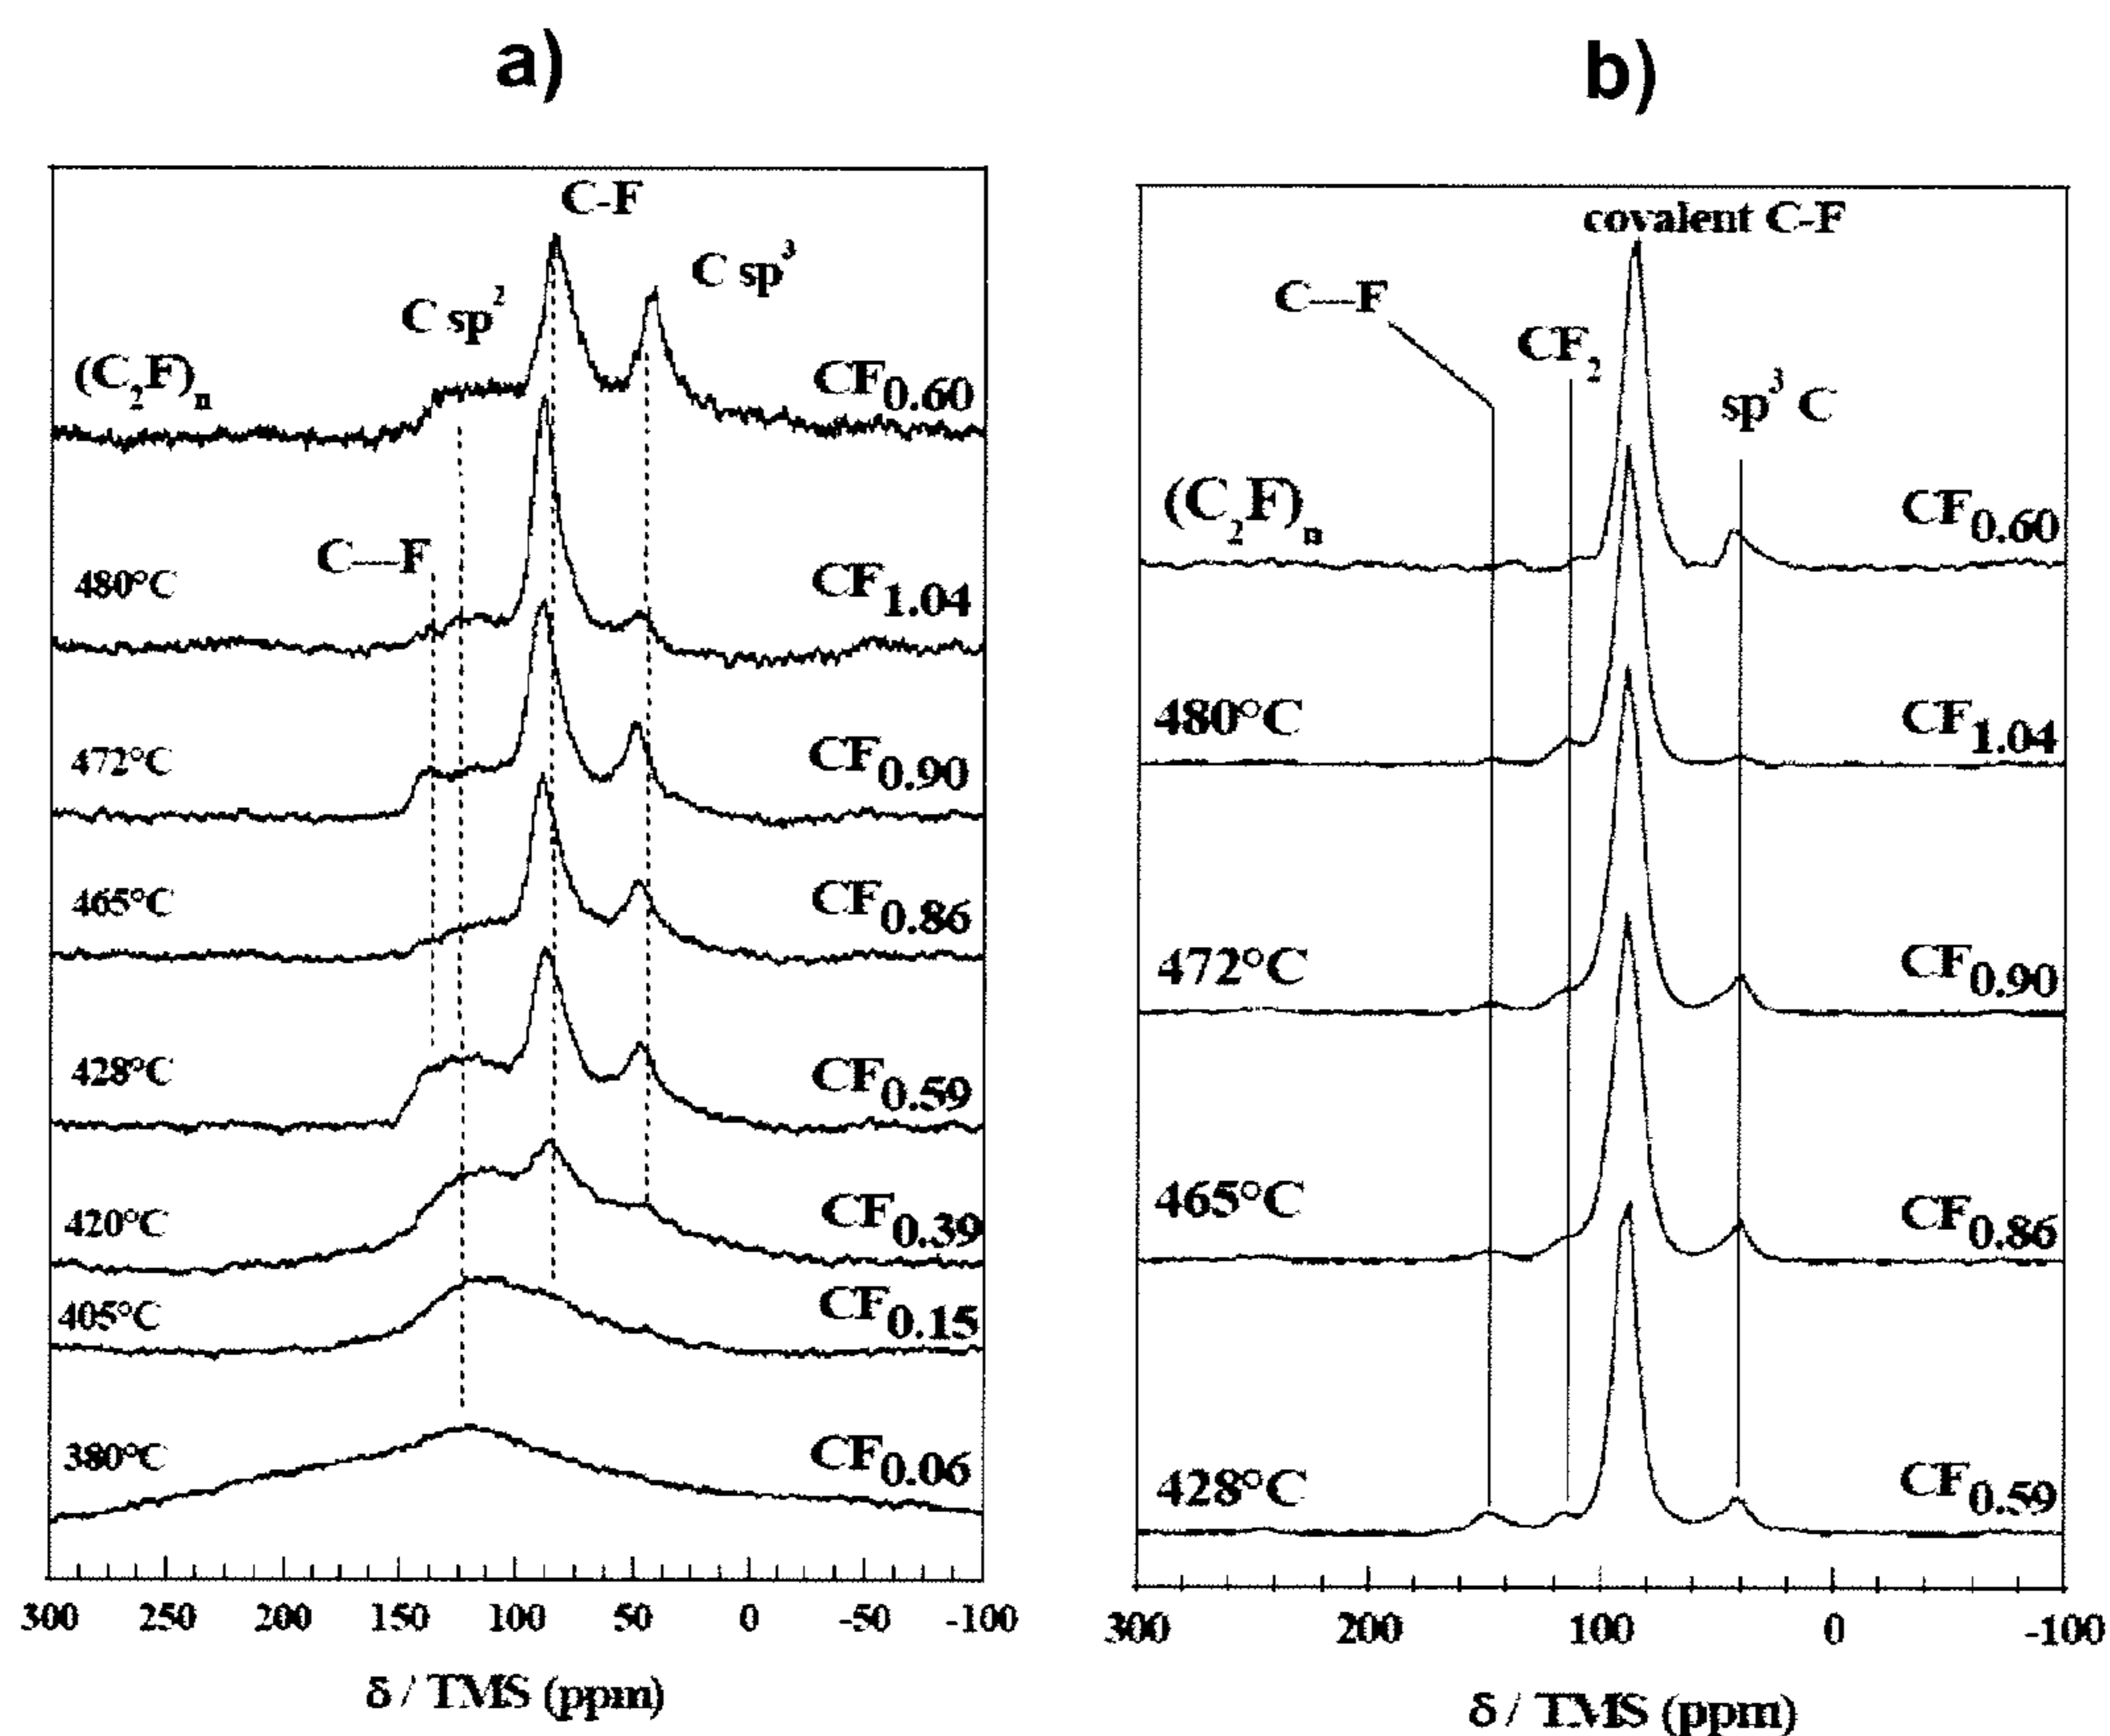 a)
C-F
C sp³
C sp²
(C₂F)ₙ
CF₀.₆₀
C—F
480°C
CF₁.₀₄
472°C
CF₀.₉₀
465°C
CF₀.₈₆
428°C
CF₀.₅₉
420°C
CF₀.₃₉
405°C
CF₀.₁₅
380°C
CF₀.₀₆
300 250 200 150 100 50 0 -50 -100
δ / TMS (ppm)
b)
covalent C-F
C—F
CF₂
sp³ C
(C₂F)ₙ
CF₀.₆₀
480°C
CF₁.₀₄
472°C
CF₀.₉₀
465°C
CF₀.₈₆
428°C
CF₀.₅₉
300 200 100 0 -100
δ / TMS (ppm)